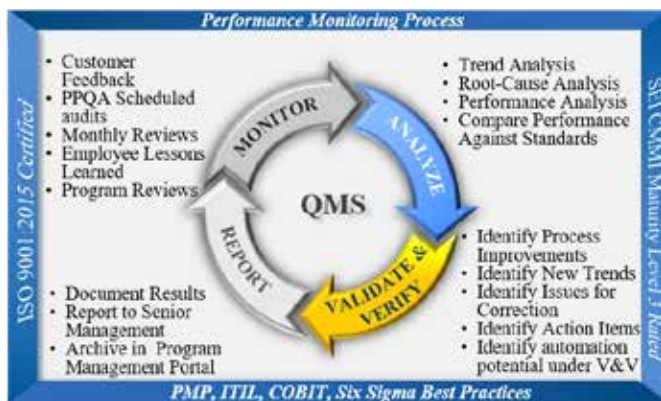 Performance Monitoring Process
• Customer
Feedback
• PPQA Scheduled
audits
• Monthly Reviews
• Employee Lessons
Learned
• Program Reviews
• Trend Analysis
• Root-Cause Analysis
• Performance Analysis
• Compare Performance
Against Standards
MONITOR
ANALYZE
QMS
REPORT
VALIDATE &
VERIFY
• Document Results
• Report to Senior
Management
• Archive in Program
Management Portal
• Identify Process
Improvements
• Identify New Trends
• Identify Issues for
Correction
• Identify Action Items
• Identify automation
potential under V&V
ISO 9001:2015 Certified
SEI CMMI Maturity Level 3 Rated
PMP, ITIL, COBIT, Six Sigma Best Practices